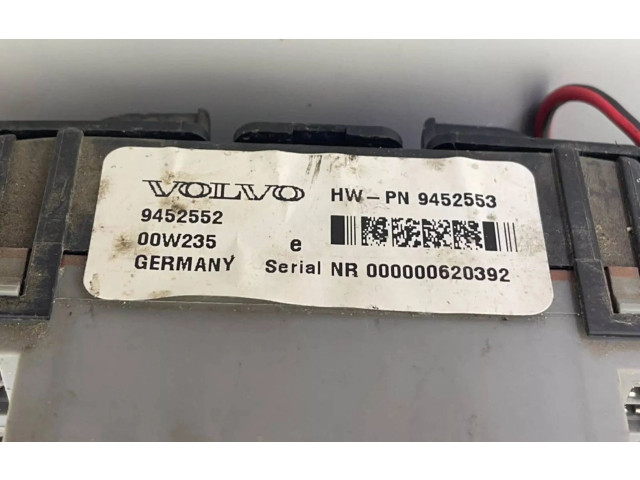 VOLVO HW-PN 9452553
9452552
00W235 e
GERMANY Serial NR 000000620392